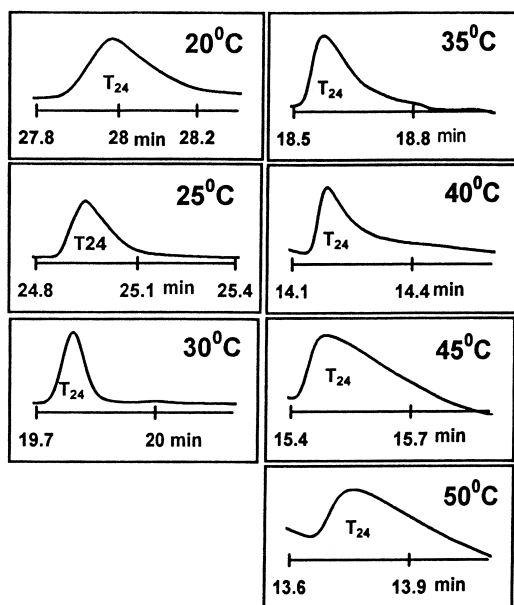 20⁰C
T₂₄
27.8 28 min 28.2
25⁰C
T24
24.8 25.1 min 25.4
30⁰C
T₂₄
19.7 20 min
35⁰C
T₂₄
18.5 18.8 min
40⁰C
T₂₄
14.1 14.4 min
45⁰C
T₂₄
15.4 15.7 min
50⁰C
T₂₄
13.6 13.9 min